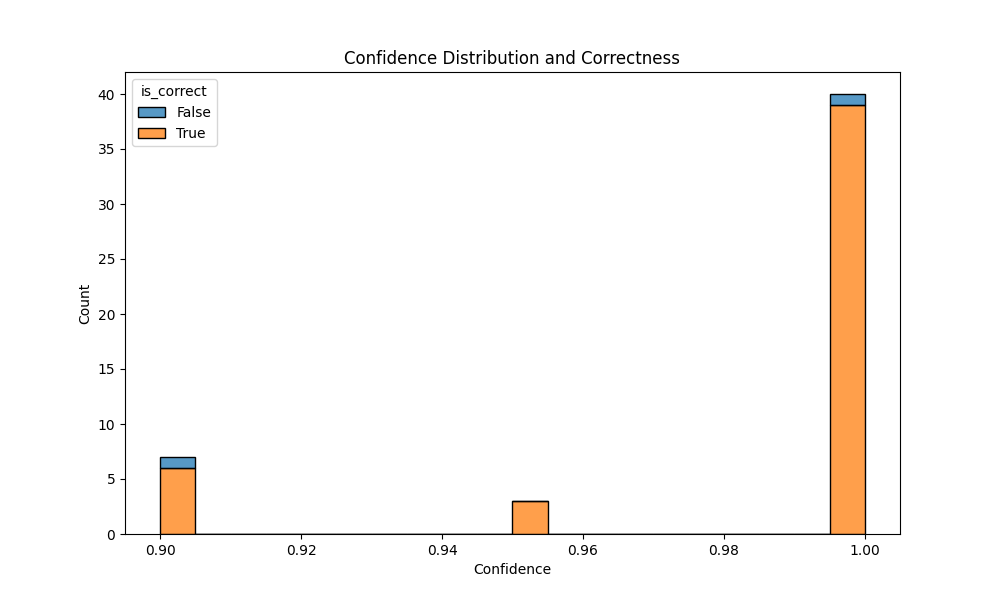 Confidence Distribution and Correctness
is_correct
False
True
Count
40
35
30
25
20
15
10
5
0
0.90 0.92 0.94 0.96 0.98 1.00
Confidence